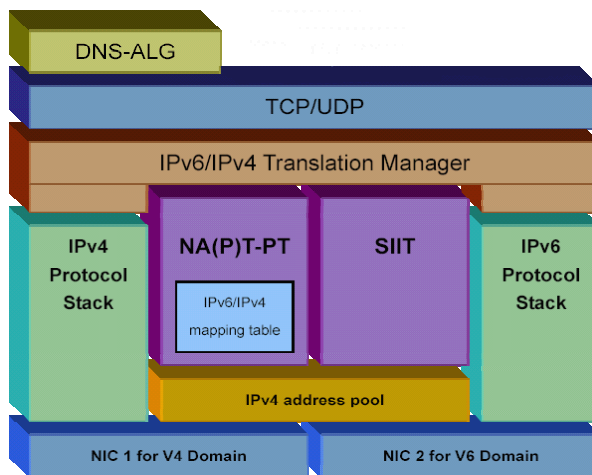 DNS-ALG
TCP/UDP
IPv6/IPv4 Translation Manager
IPv4
Protocol
Stack
NA(P)T-PT
IPv6/IPv4
mapping table
SIIT
IPv6
Protocol
Stack
IPv4 address pool
NIC 1 for V4 Domain
NIC 2 for V6 Domain